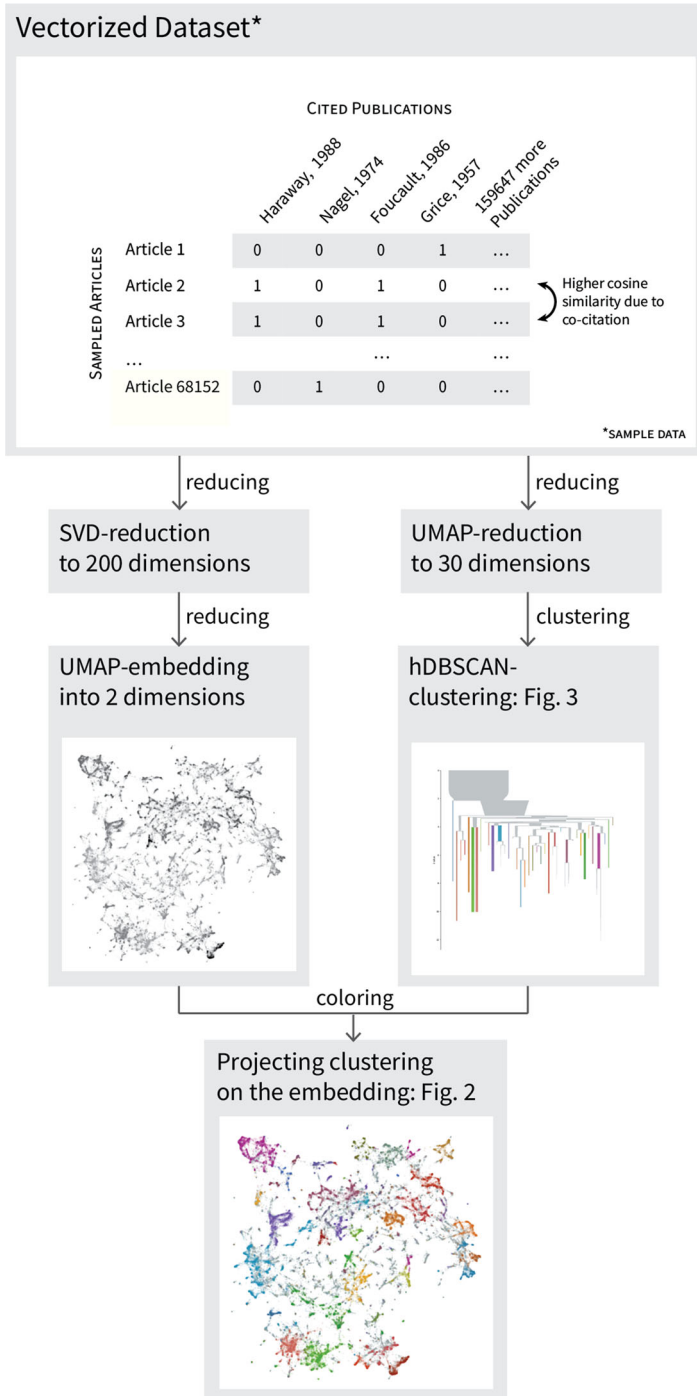 Vectorized Dataset*
CITED PUBLICATIONS
Haraway, 1988
Nagel, 1974
Foucault, 1986
Grice, 1957
159647 more
Publications
SAMPLED ARTICLES
Article 1 0 0 0 1 ...
Article 2 1 0 1 0 ...
Article 3 1 0 1 0 ...
... ... ...
Article 68152 0 1 0 0 ...
Higher cosine
similarity due to
co-citation
*SAMPLE DATA
reducing
reducing
SVD-reduction
to 200 dimensions
UMAP-reduction
to 30 dimensions
reducing
clustering
UMAP-embedding
into 2 dimensions
hDBSCAN-
clustering: Fig. 3
coloring
Projecting clustering
on the embedding: Fig. 2